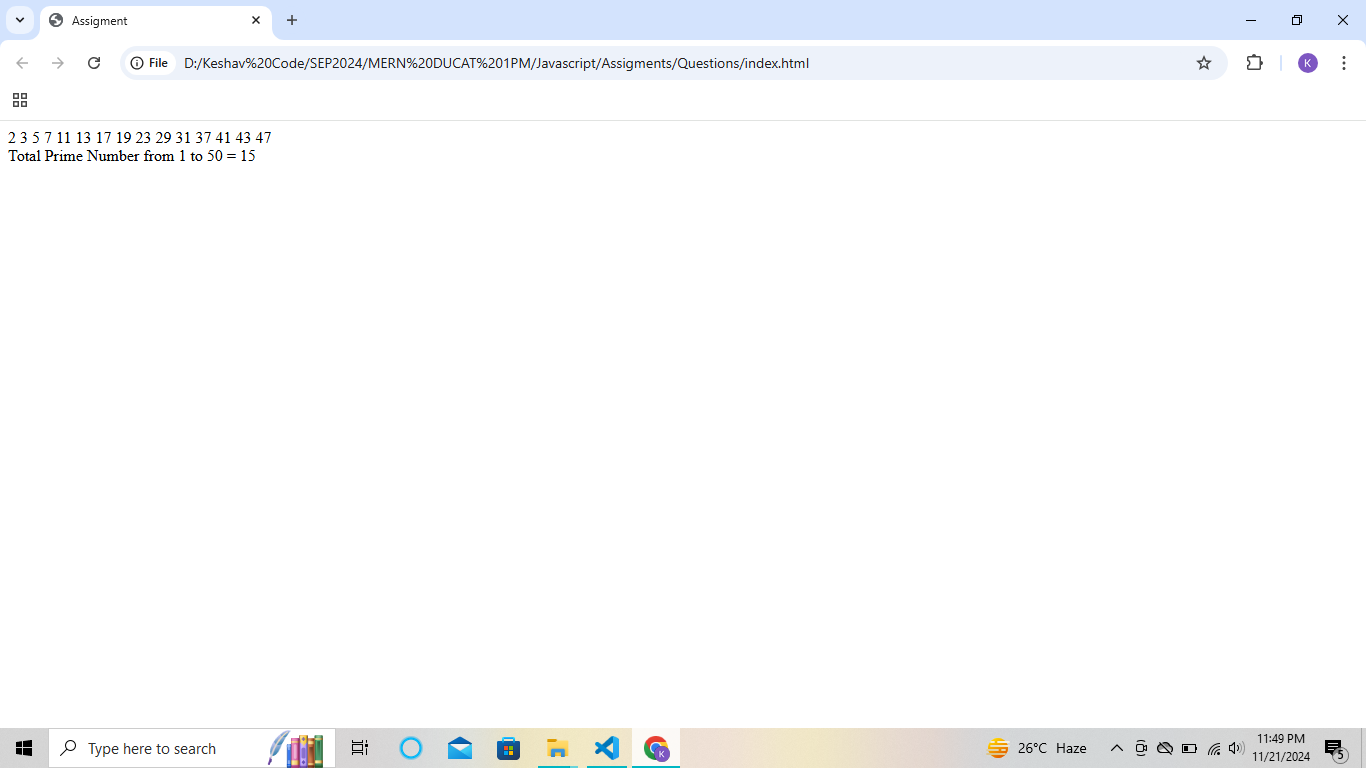 Assigment
File
D:/Keshav%20Code/SEP2024/MERN%20DUCAT%201PM/Javascript/Assigments/Questions/index.html
K
2 3 5 7 11 13 17 19 23 29 31 37 41 43 47
Total Prime Number from 1 to 50 = 15
Type here to search
K
26°C Haze
11:49 PM
11/21/2024
5